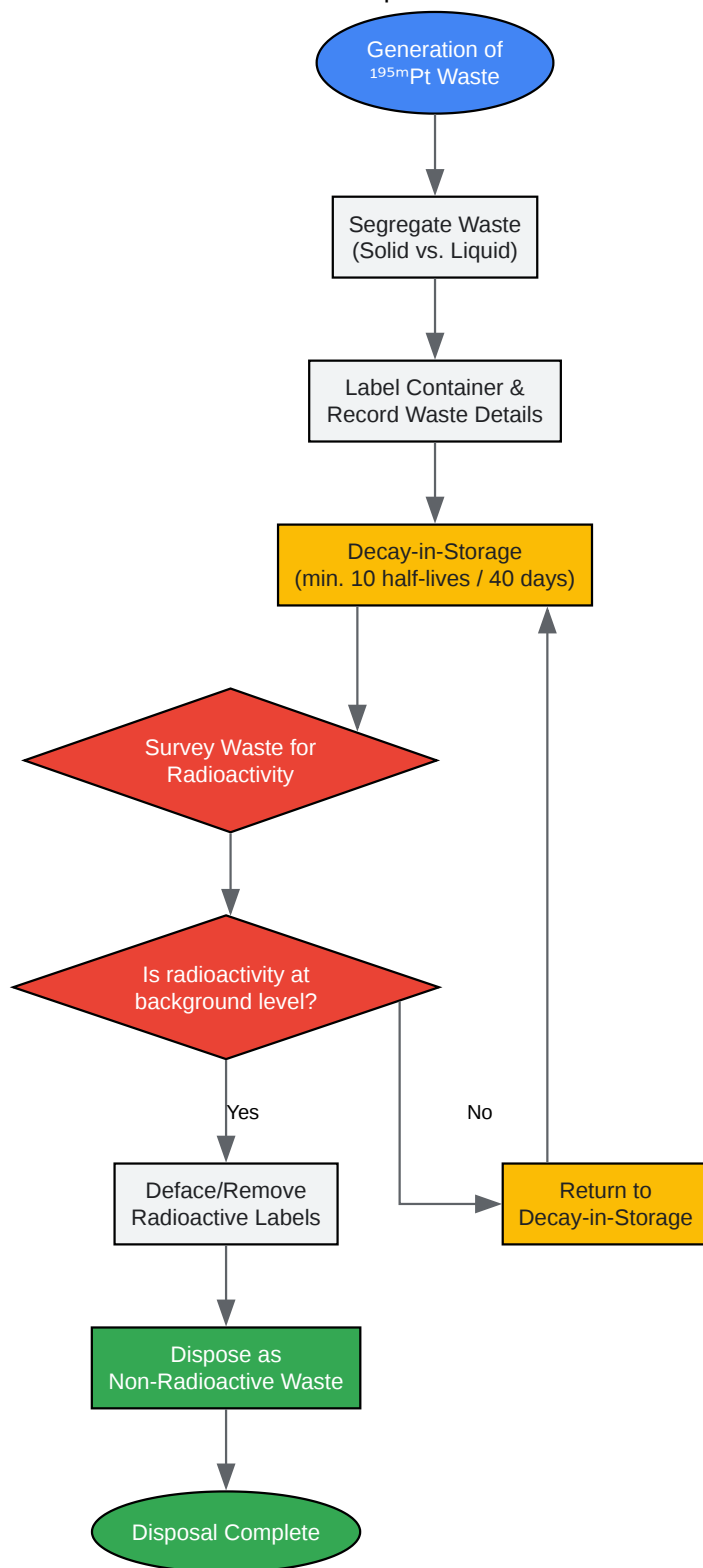 Generation of
¹⁹⁵ᵐPt Waste
Segregate Waste
(Solid vs. Liquid)
Label Container &
Record Waste Details
Decay-in-Storage
(min. 10 half-lives / 40 days)
Survey Waste for
Radioactivity
Is radioactivity at
background level?
Yes
No
Deface/Remove
Radioactive Labels
Return to
Decay-in-Storage
Dispose as
Non-Radioactive Waste
Disposal Complete